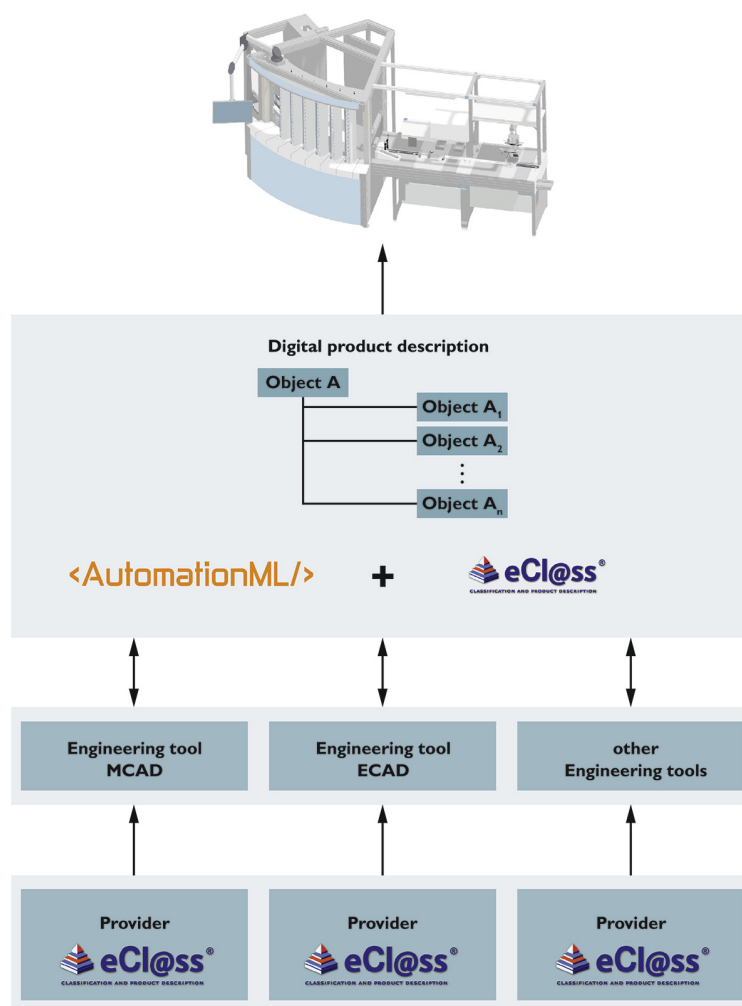 Digital product description
Object A
Object A₁
Object A₂
Object Aₙ
<AutomationML/> + eCl@ss®
CLASSIFICATION AND PRODUCT DESCRIPTION
Engineering tool
MCAD
Engineering tool
ECAD
other
Engineering tools
Provider
eCl@ss®
CLASSIFICATION AND PRODUCT DESCRIPTION
Provider
eCl@ss®
CLASSIFICATION AND PRODUCT DESCRIPTION
Provider
eCl@ss®
CLASSIFICATION AND PRODUCT DESCRIPTION